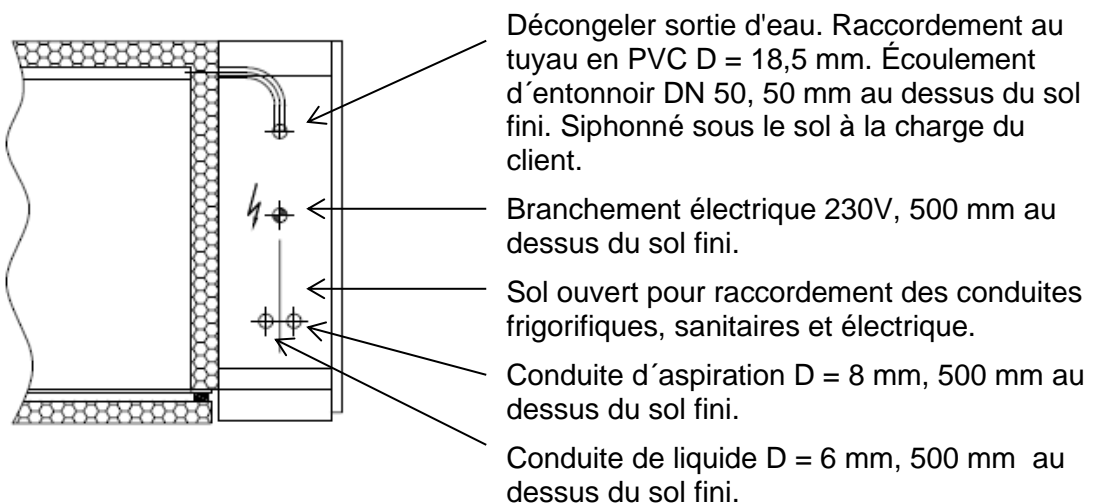 Décongeler sortie d'eau. Raccordement au
tuyau en PVC D = 18,5 mm. Écoulement
d´entonnoir DN 50, 50 mm au dessus du sol
fini. Siphonné sous le sol à la charge du
client.
Branchement électrique 230V, 500 mm au
dessus du sol fini.
Sol ouvert pour raccordement des conduites
frigorifiques, sanitaires et électrique.
Conduite d´aspiration D = 8 mm, 500 mm au
dessus du sol fini.
Conduite de liquide D = 6 mm, 500 mm  au
dessus du sol fini.